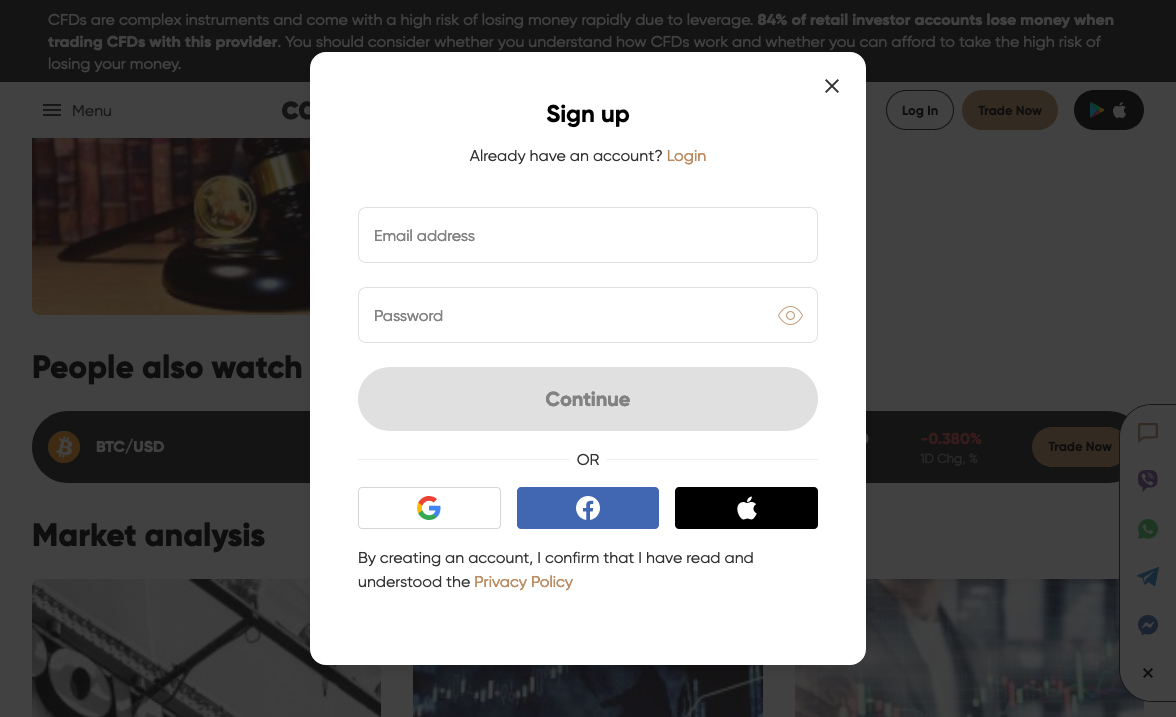 CFDs are complex instruments and come with a high risk of losing money rapidly due to leverage. 84% of retail investor accounts lose money when
trading CFDs with this provider. You should consider whether you understand how CFDs work and whether you can afford to take the high risk of
losing your money.
Menu
Log In
Trade Now
Sign up
Already have an account? Login
Email address
Password
Continue
OR
By creating an account, I confirm that I have read and
understood the Privacy Policy
People also watch
BTC/USD
-0.380%
1D Chg, %
Trade Now
Market analysis